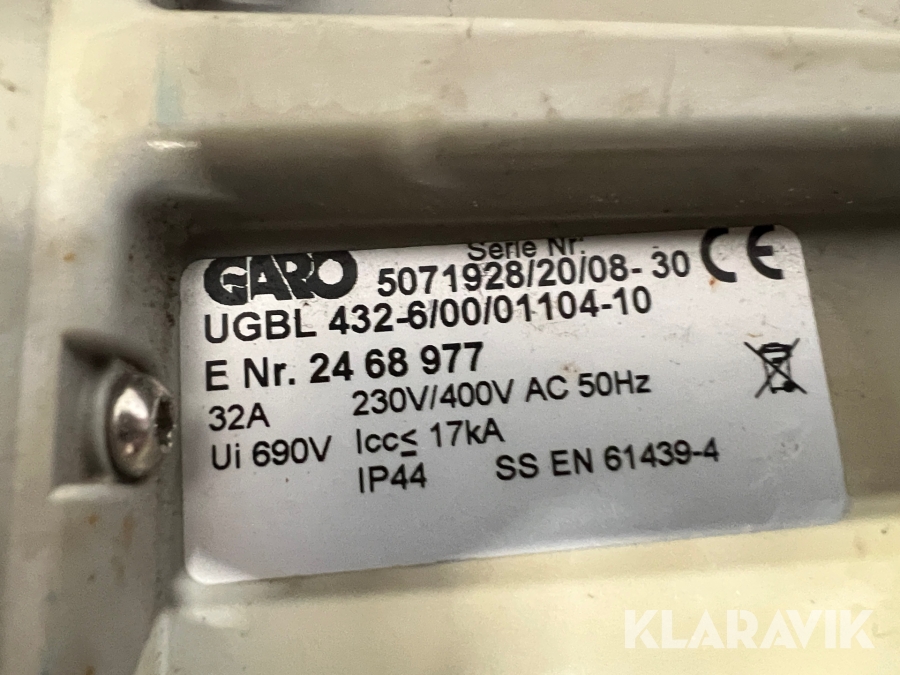 GARO
Serie Nr:
5071928/20/08- 30 CE
UGBL 432-6/00/01104-10
E Nr. 24 68 977
32A 230V/400V AC 50Hz
Ui 690V Icc≤ 17kA
IP44 SS EN 61439-4
KLARAVIK